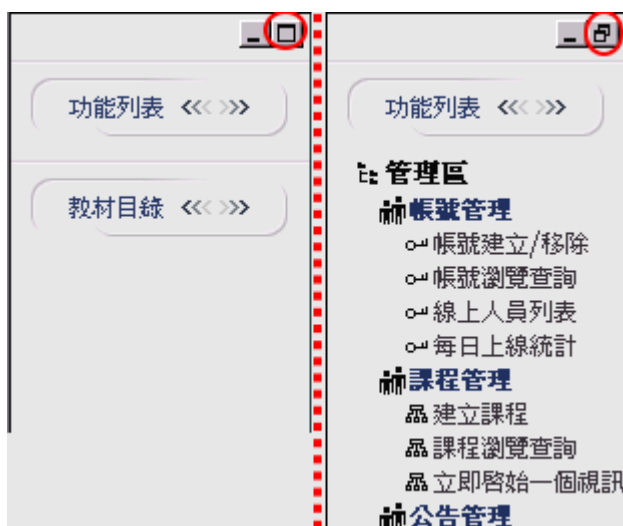 功能列表
教材目錄
功能列表
管理區
帳號管理
帳號建立/移除
帳號瀏覽查詢
線上人員列表
每日上線統計
課程管理
建立課程
課程瀏覽查詢
立即啓始一個視訊
公告管理